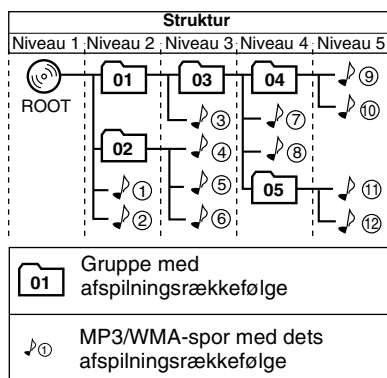 Struktur
Niveau 1 Niveau 2 Niveau 3 Niveau 4 Niveau 5
01 03 04 ⑨
ROOT ⑩
③ ⑦
02 ④ ⑧
① ⑤ 05 ⑪
② ⑥ ⑫
01 Gruppe med
afspilningsrækkefølge
① MP3/WMA-spor med dets
afspilningsrækkefølge